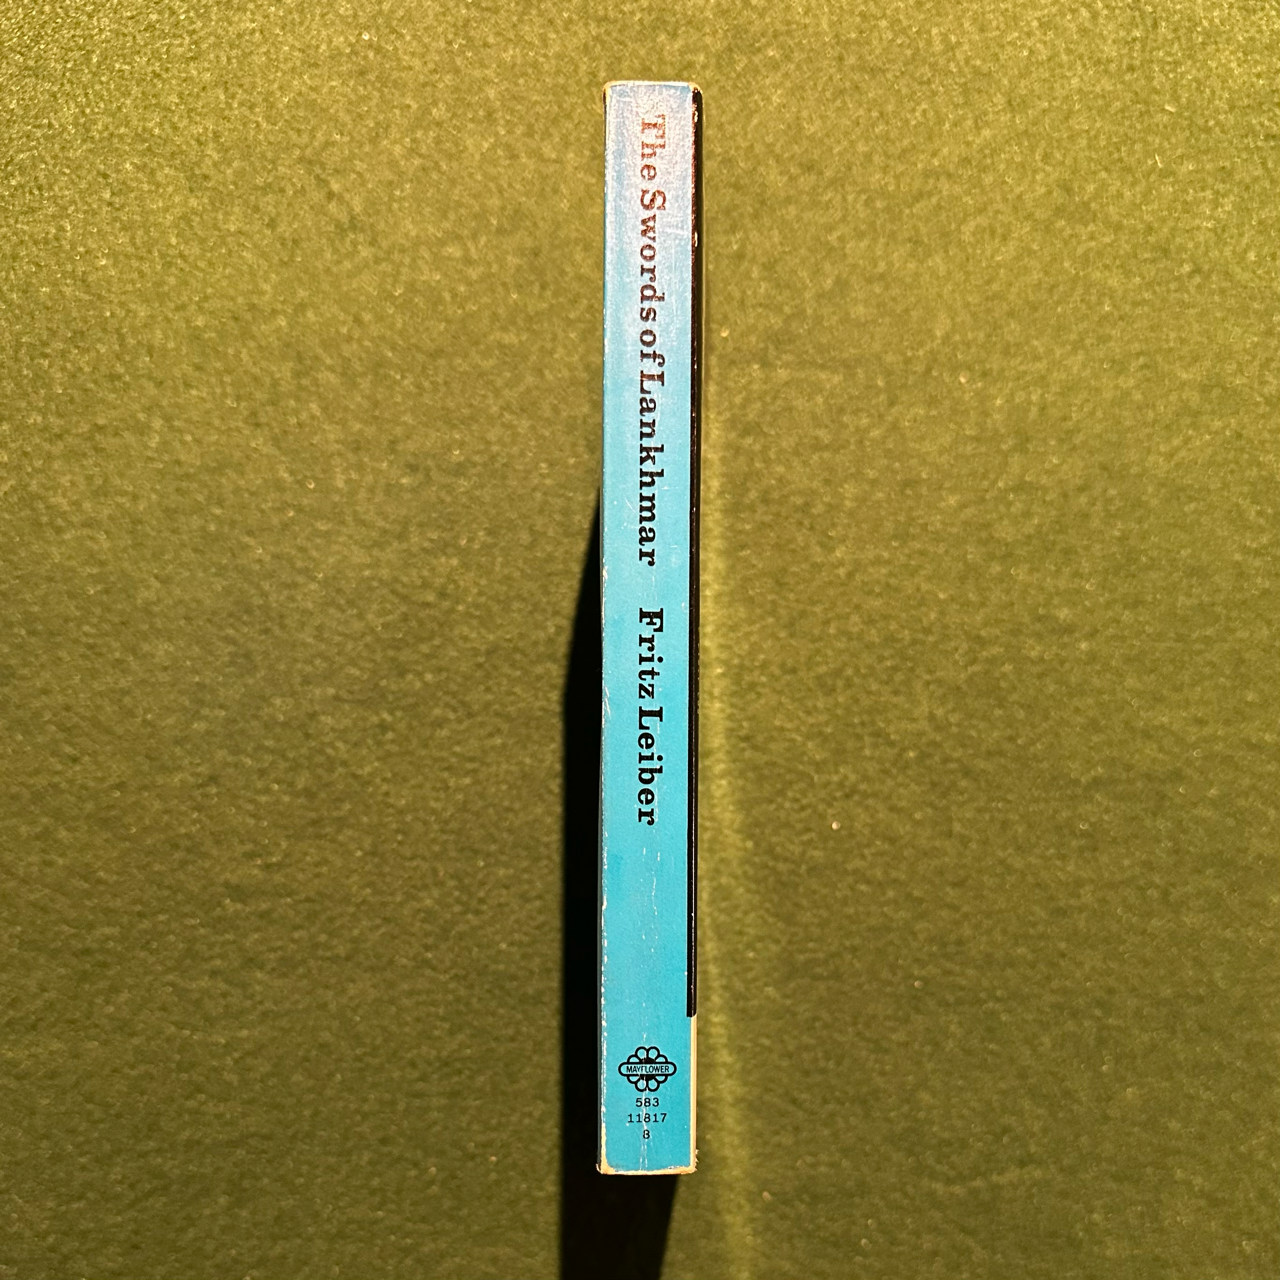 The Swords of Lankhmar Fritz Leiber
MAYFLOWER
583
11817
8